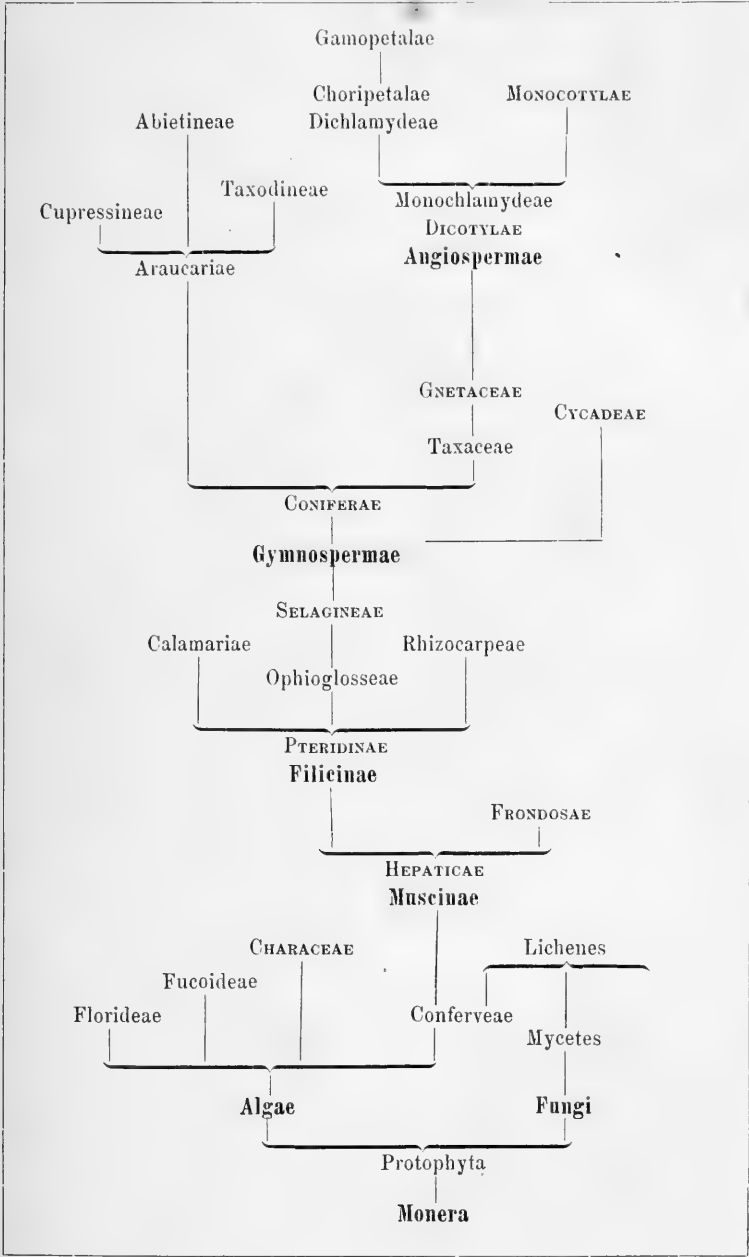 Gamopetalae
Choripetalae
Dichlamydeae
MONOCOTYLAE
Abietineae
Taxodineae
Cupressineae
Monochlamydeae
DICOTYLAE
Angiospermae
Araucariae
GNETACEAE
CYCADEAE
Taxaceae
CONIFERAE
Gymnospermae
SELAGINEAE
Calamariae
Rhizocarpeae
Ophioglosseae
PTERIDINAE
Filicinae
FRONDOSAE
HEPATICAE
Muscinae
CHARACEAE
Lichenes
Fucoideae
Florideae
Conferveae
Mycetes
Algae
Fungi
Protophyta
Monera